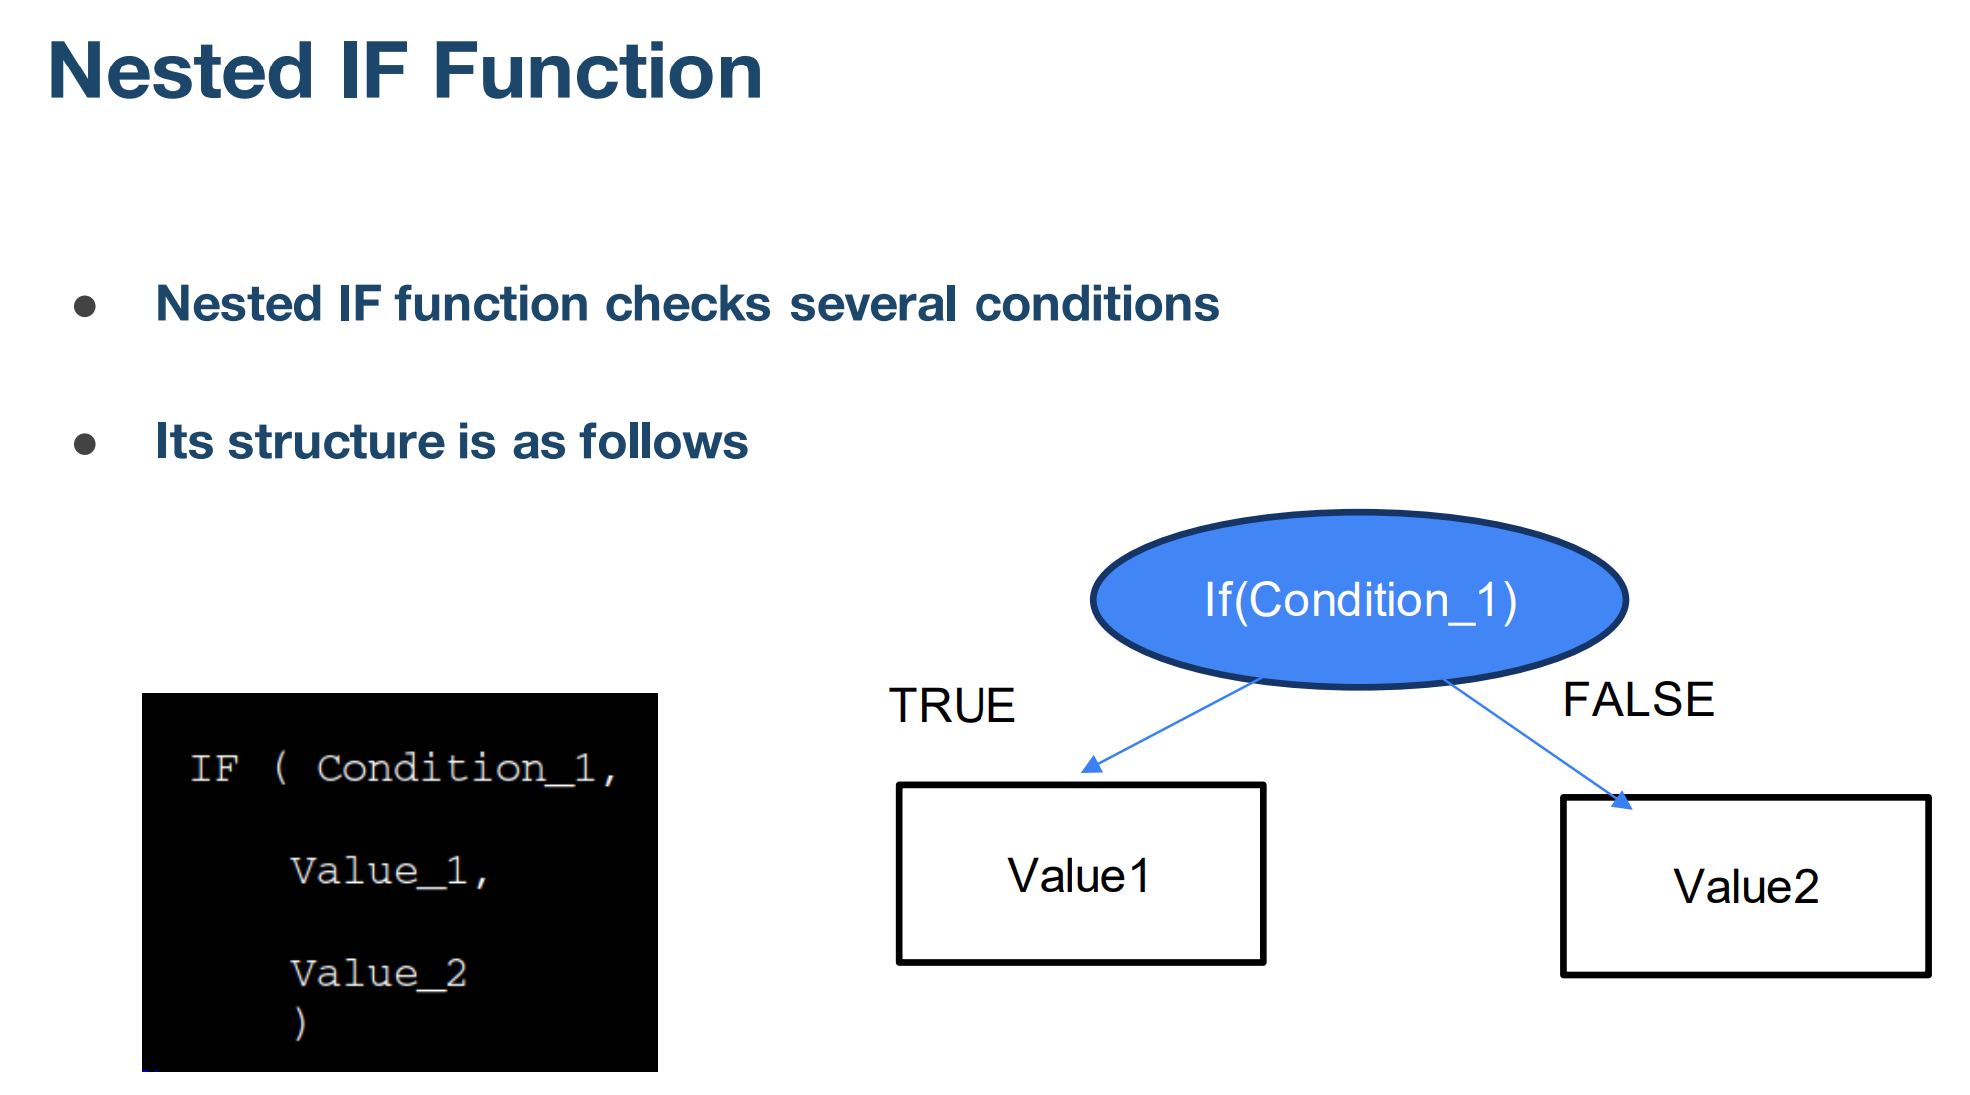 Nested IF Function
● Nested IF function checks several conditions
● Its structure is as follows
IF ( Condition_1,
Value_1,
Value_2
)
If(Condition_1)
TRUE
FALSE
Value1
Value2